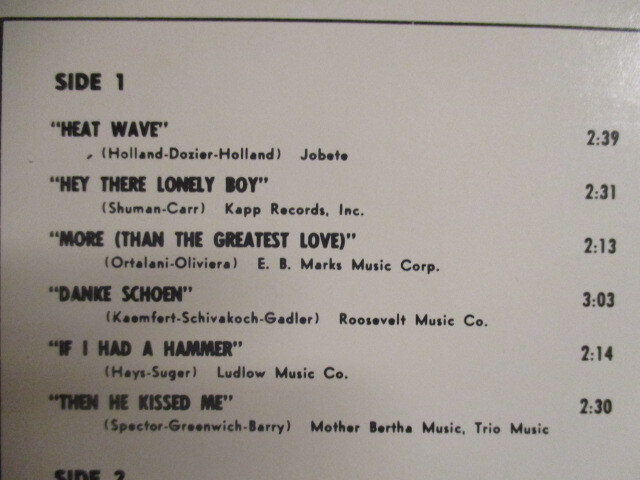 SIDE 1
"HEAT WAVE" 2:39
(Holland-Dozier-Holland) Jobete
"HEY THERE LONELY BOY" 2:31
(Shuman-Carr) Kapp Records, Inc.
"MORE (THAN THE GREATEST LOVE)" 2:13
(Ortalani-Oliviera) E. B. Marks Music Corp.
"DANKE SCHOEN" 3:03
(Kaemfert-Schivakoch-Gadler) Roosevelt Music Co.
"IF I HAD A HAMMER" 2:14
(Hays-Suger) Ludlow Music Co.
"THEN HE KISSED ME" 2:30
(Spector-Greenwich-Barry) Mother Bertha Music, Trio Music
SIDE 2